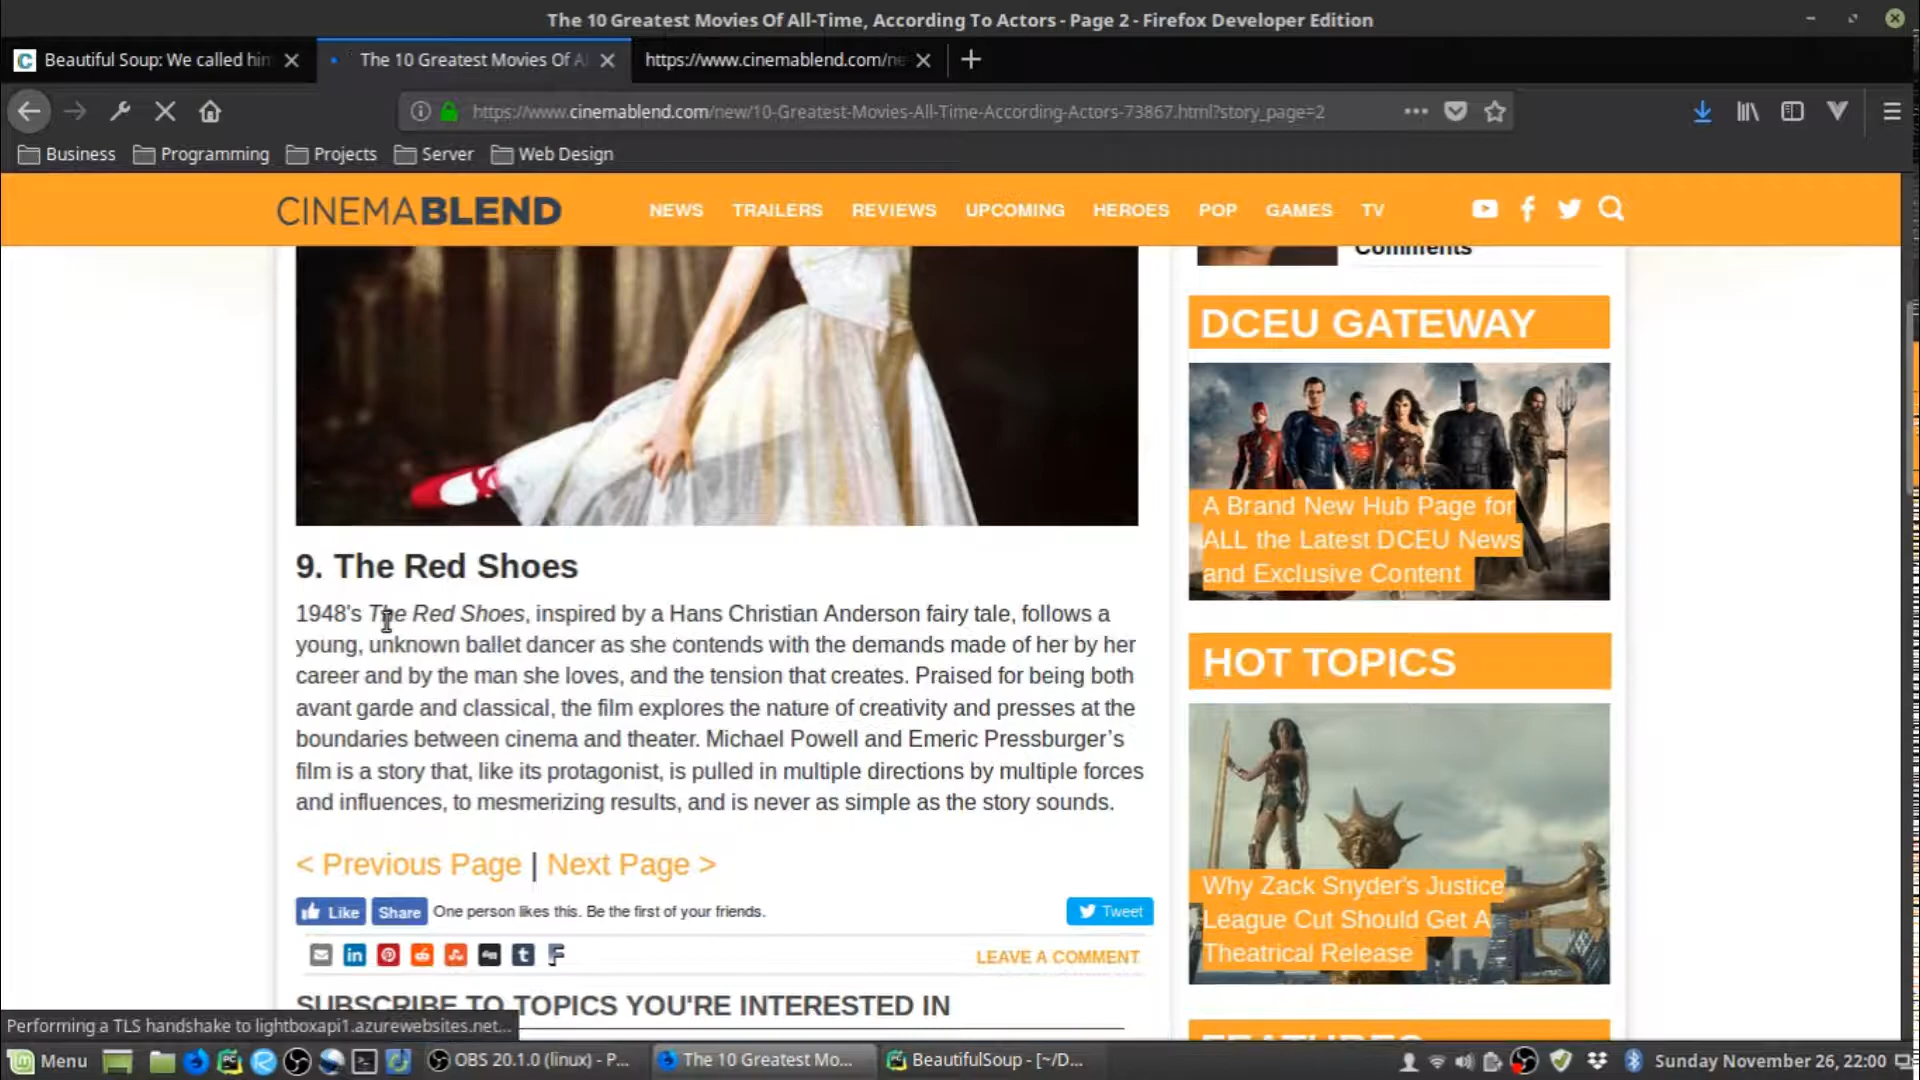 The 10 Greatest Movies Of All-Time, According To Actors - Page 2 - Firefox Developer Edition
Beautiful Soup: We called him
The 10 Greatest Movies Of Al
https://www.cinemablend.com/ne
https://www.cinemablend.com/new/10-Greatest-Movies-All-Time-According-Actors-73867.html?story_page=2
Business Programming Projects Server Web Design
CINEMABLEND NEWS TRAILERS REVIEWS UPCOMING HEROES POP GAMES TV
Comments
DCEU GATEWAY
A Brand New Hub Page for
ALL the Latest DCEU News
and Exclusive Content
9. The Red Shoes
1948's The Red Shoes, inspired by a Hans Christian Anderson fairy tale, follows a
young, unknown ballet dancer as she contends with the demands made of her by her
career and by the man she loves, and the tension that creates. Praised for being both
avant garde and classical, the film explores the nature of creativity and presses at the
boundaries between cinema and theater. Michael Powell and Emeric Pressburger’s
film is a story that, like its protagonist, is pulled in multiple directions by multiple forces
and influences, to mesmerizing results, and is never as simple as the story sounds.
HOT TOPICS
Why Zack Snyder's Justice
League Cut Should Get A
Theatrical Release
< Previous Page | Next Page >
Like Share One person likes this. Be the first of your friends. Tweet
LEAVE A COMMENT
SUBSCRIBE TO TOPICS YOU'RE INTERESTED IN
FEATURES
Performing a TLS handshake to lightboxapi1.azurewebsites.net...
Menu OBS 20.1.0 (linux) - P... The 10 Greatest Mo... BeautifulSoup - [~/D... Sunday November 26, 22:00